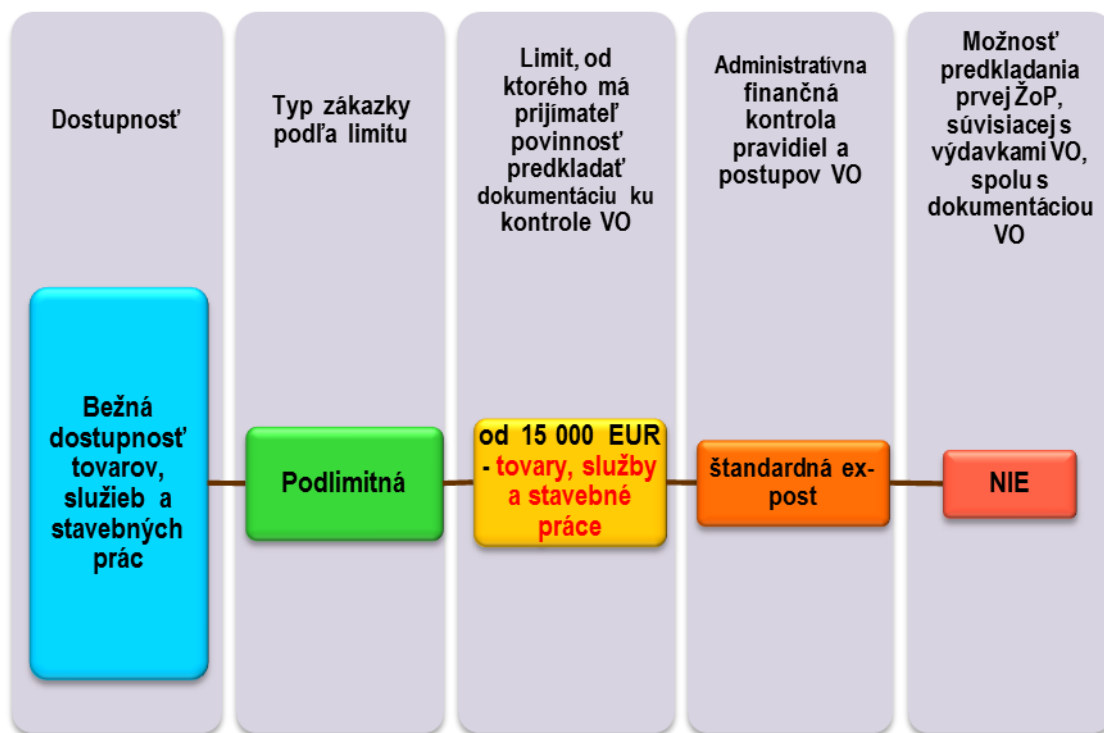 Dostupnosť
Typ zákazky
podľa limitu
Limit, od
ktorého má
prijímateľ
povinnosť
predkladať
dokumentáciu ku
kontrole VO
Administratívna
finančná
kontrola
pravidiel a
postupov VO
Možnosť
predkladania
prvej ŽoP,
súvisiacej s
výdavkami VO,
spolu s
dokumentáciou
VO
Bežná
dostupnosť
tovarov,
služieb a
stavebných
prác
Podlimitná
od 15 000 EUR
- tovary, služby
a stavebné
práce
štandardná ex-
post
NIE